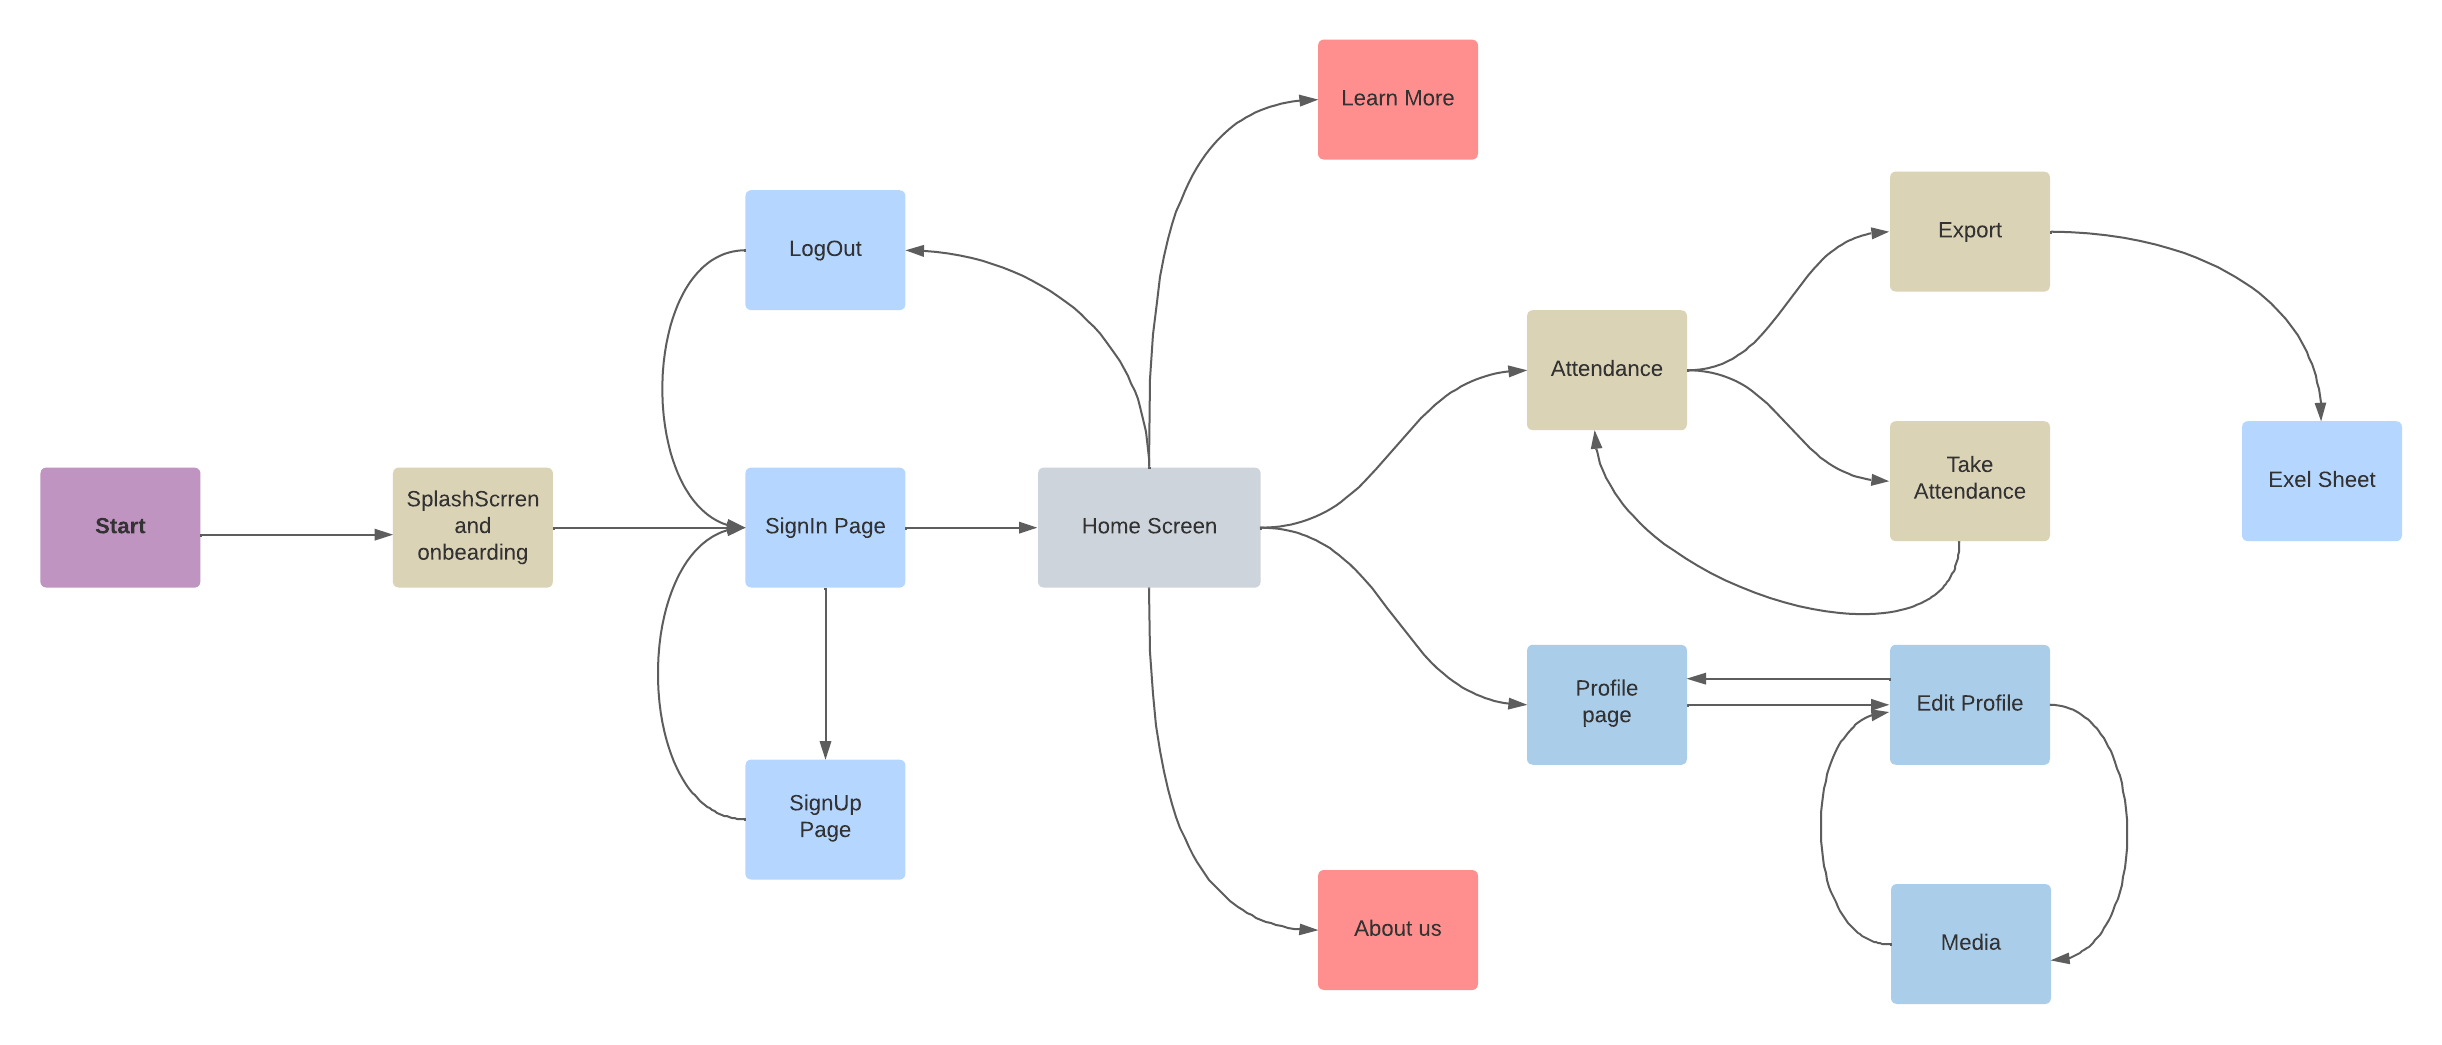 Learn More
Export
LogOut
Attendance
Take
Attendance
Exel Sheet
Start
SplashScrren
and
onbearding
SignIn Page
Home Screen
Profile
page
Edit Profile
SignUp
Page
About us
Media